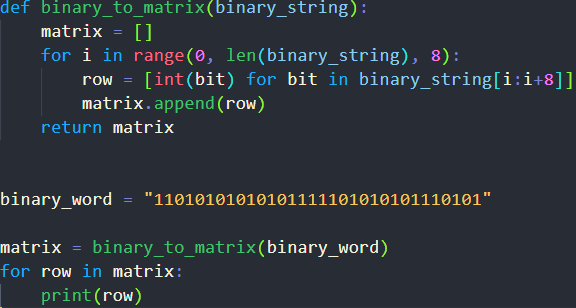 def binary_to_matrix(binary_string):
    matrix = []
    for i in range(0, len(binary_string), 8):
        row = [int(bit) for bit in binary_string[i:i+8]]
        matrix.append(row)
    return matrix
binary_word = "11010101010101111101010101110101"
matrix = binary_to_matrix(binary_word)
for row in matrix:
    print(row)